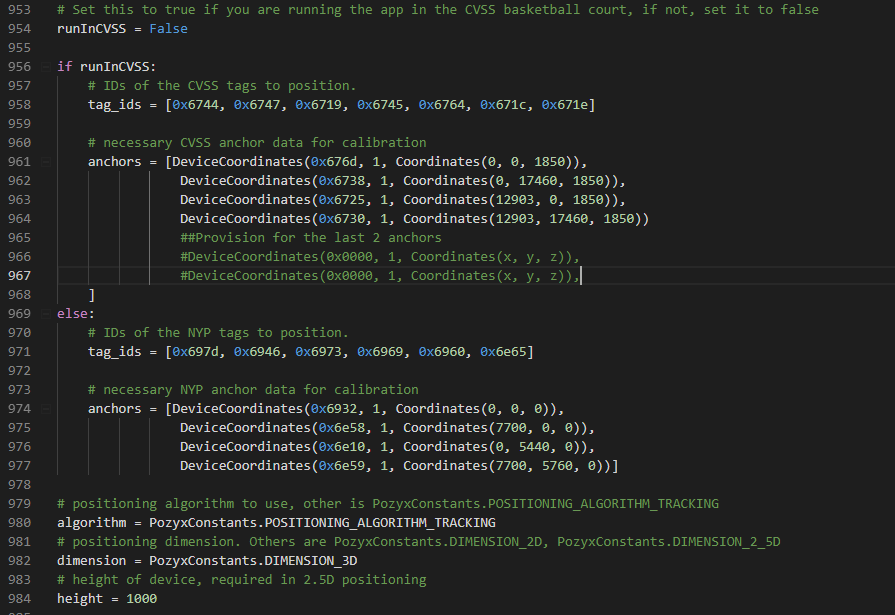 953 # Set this to true if you are running the app in the CVSS basketball court, if not, set it to false
954 runInCVSS = False
955
956 if runInCVSS:
957 # IDs of the CVSS tags to position.
958 tag_ids = [0x6744, 0x6747, 0x6719, 0x6745, 0x6764, 0x671c, 0x671e]
959
960 # necessary CVSS anchor data for calibration
961 anchors = [DeviceCoordinates(0x676d, 1, Coordinates(0, 0, 1850)),
962 DeviceCoordinates(0x6738, 1, Coordinates(0, 17460, 1850)),
963 DeviceCoordinates(0x6725, 1, Coordinates(12903, 0, 1850)),
964 DeviceCoordinates(0x6730, 1, Coordinates(12903, 17460, 1850))
965 ##Provision for the last 2 anchors
966 #DeviceCoordinates(0x0000, 1, Coordinates(x, y, z)),
967 #DeviceCoordinates(0x0000, 1, Coordinates(x, y, z)),
968 ]
969 else:
970 # IDs of the NYP tags to position.
971 tag_ids = [0x697d, 0x6946, 0x6973, 0x6969, 0x6960, 0x6e65]
972
973 # necessary NYP anchor data for calibration
974 anchors = [DeviceCoordinates(0x6932, 1, Coordinates(0, 0, 0)),
975 DeviceCoordinates(0x6e58, 1, Coordinates(7700, 0, 0)),
976 DeviceCoordinates(0x6e10, 1, Coordinates(0, 5440, 0)),
977 DeviceCoordinates(0x6e59, 1, Coordinates(7700, 5760, 0))]
978
979 # positioning algorithm to use, other is PozyxConstants.POSITIONING_ALGORITHM_TRACKING
980 algorithm = PozyxConstants.POSITIONING_ALGORITHM_TRACKING
981 # positioning dimension. Others are PozyxConstants.DIMENSION_2D, PozyxConstants.DIMENSION_2_5D
982 dimension = PozyxConstants.DIMENSION_3D
983 # height of device, required in 2.5D positioning
984 height = 1000